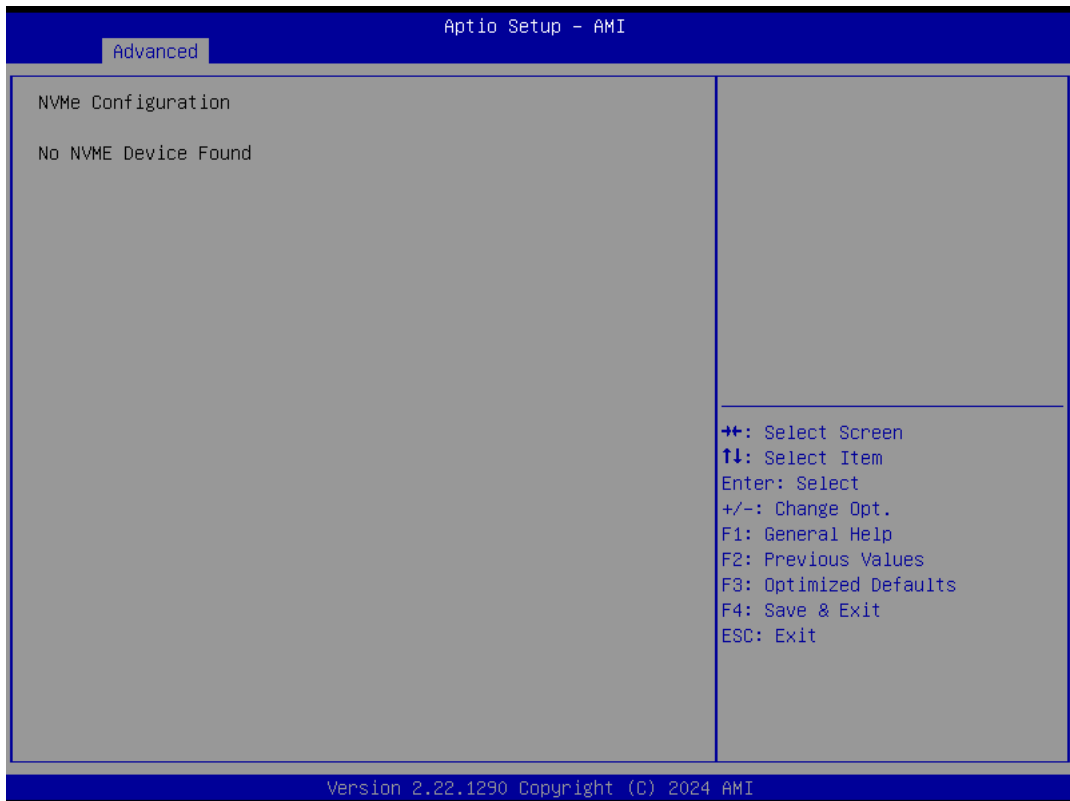 Aptio Setup – AMI
Advanced
NVMe Configuration
No NVME Device Found
→←: Select Screen
↑↓: Select Item
Enter: Select
+/-: Change Opt.
F1: General Help
F2: Previous Values
F3: Optimized Defaults
F4: Save & Exit
ESC: Exit
Version 2.22.1290 Copyright (C) 2024 AMI